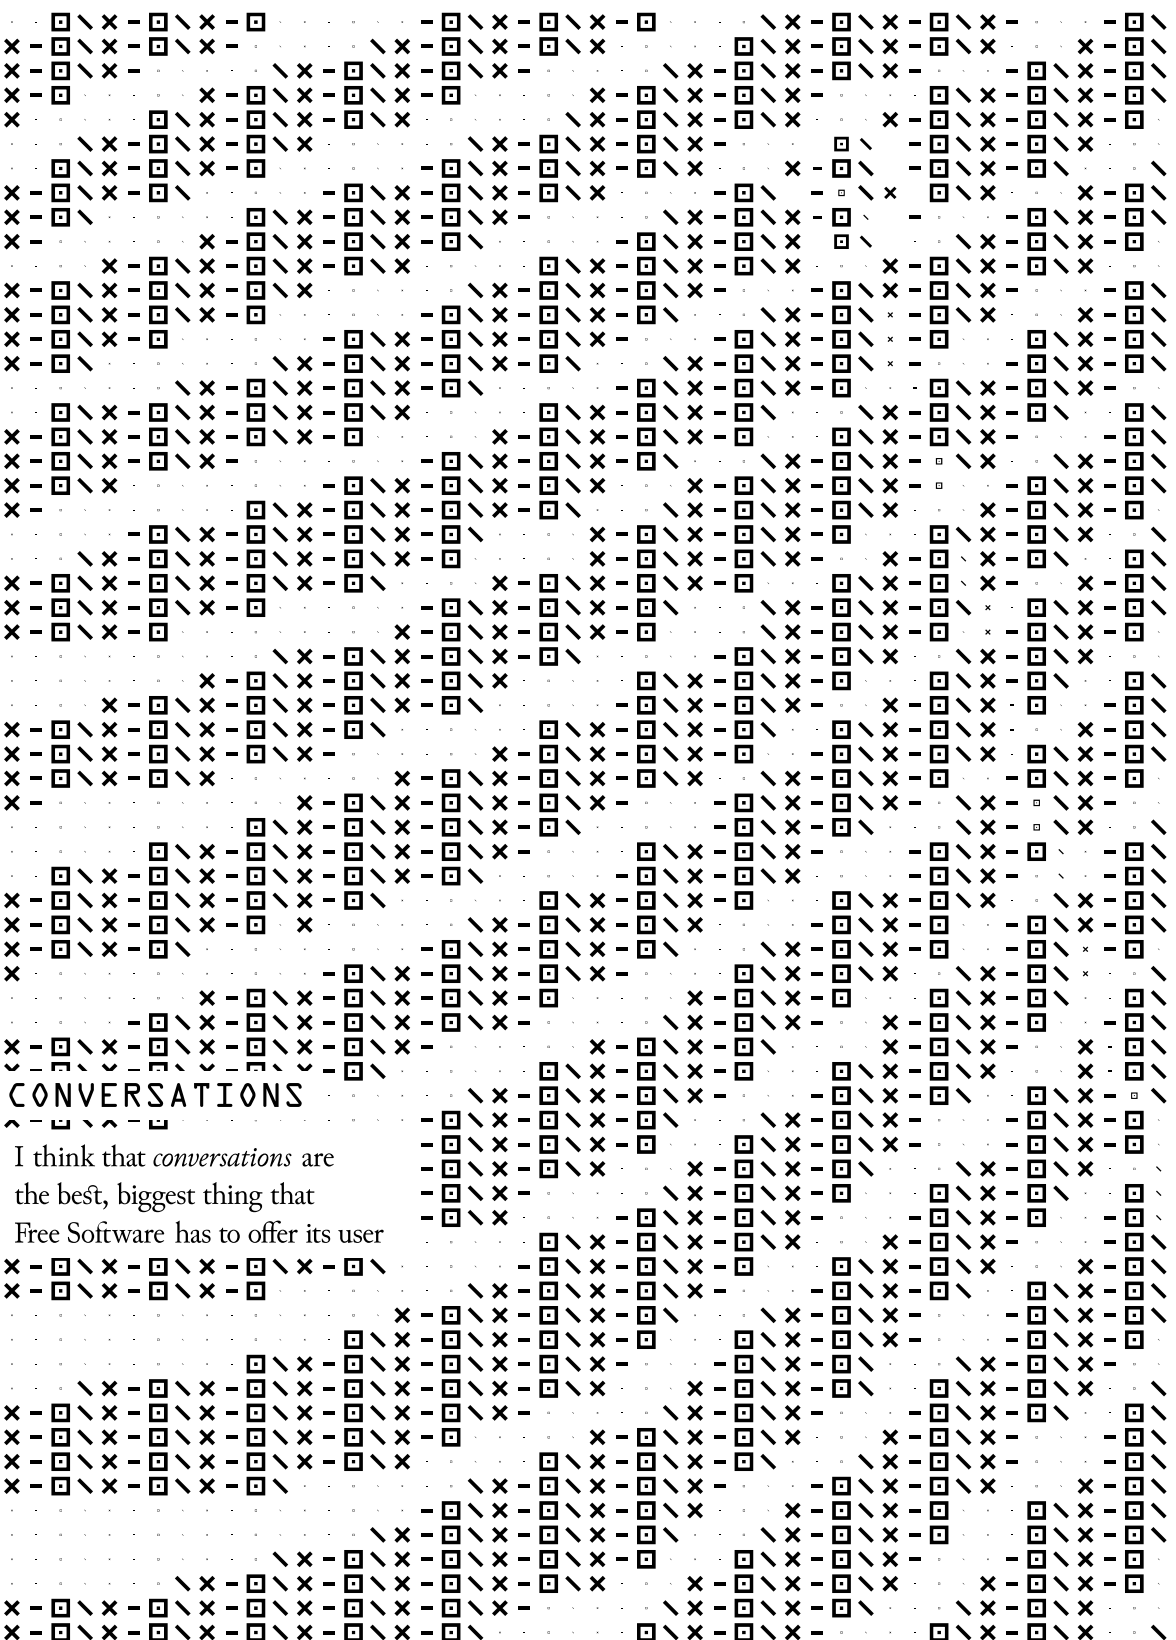 CONVERSATIONS
I think that conversations are
the best, biggest thing that
Free Software has to offer its user